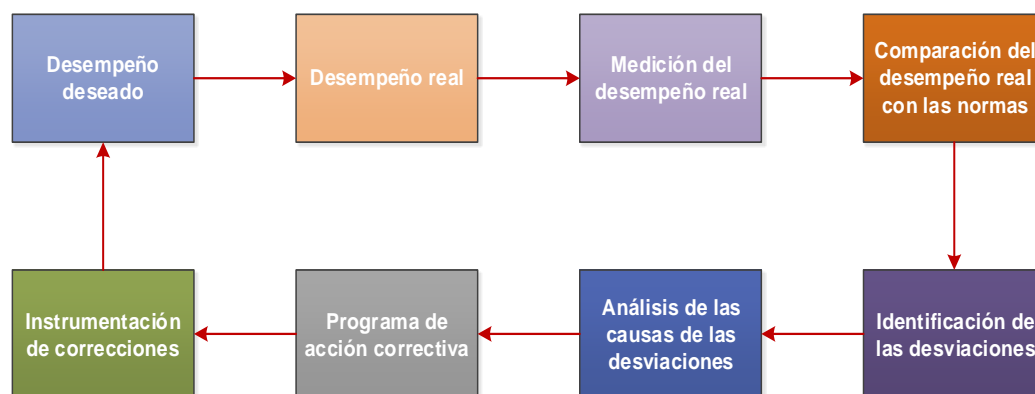 Desempeño
deseado
Desempeño real
Medición del
desempeño real
Comparación del
desempeño real
con las normas
Identificación de
las desviaciones
Análisis de las
causas de las
desviaciones
Programa de
acción correctiva
Instrumentación
de correcciones